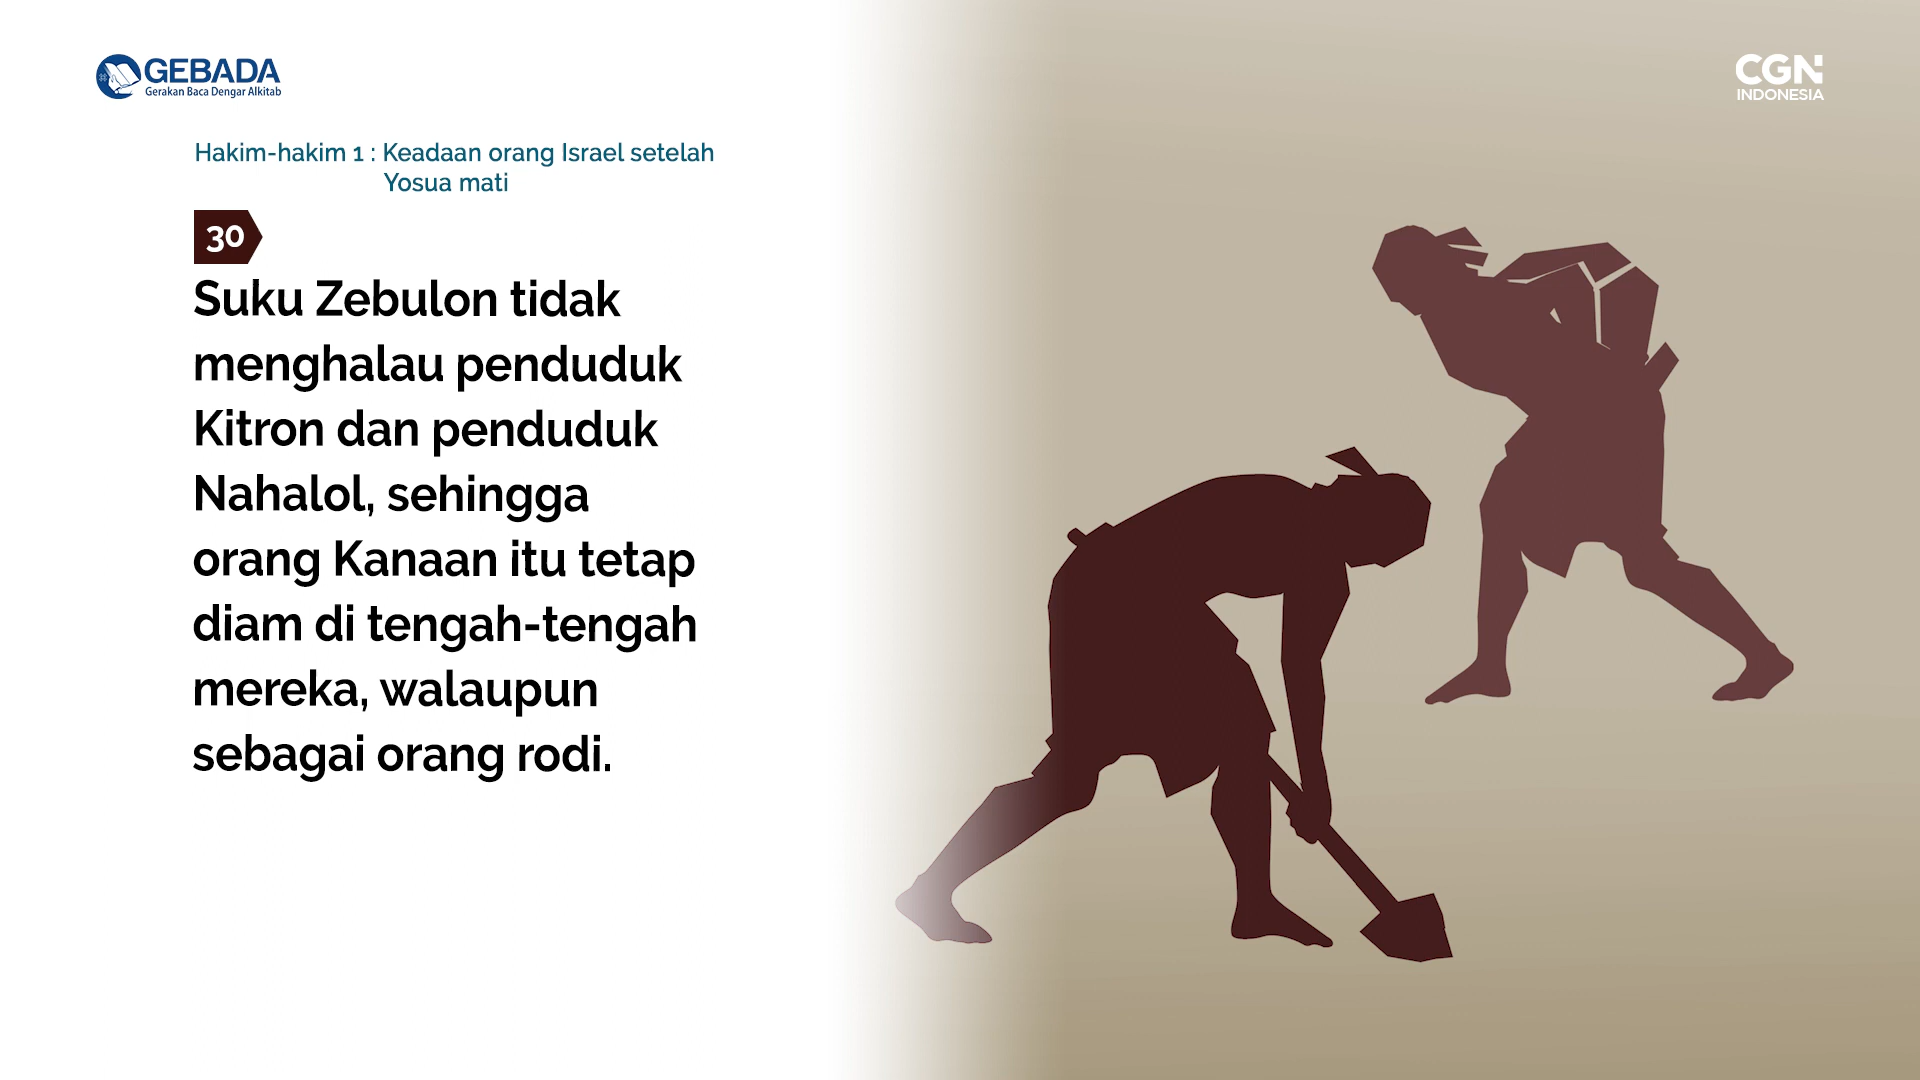 GEBADA
Gerakan Baca Dengar Alkitab
CGN
INDONESIA
Hakim-hakim 1 : Keadaan orang Israel setelah
Yosua mati
30
Suku Zebulon tidak
menghalau penduduk
Kitron dan penduduk
Nahalol, sehingga
orang Kanaan itu tetap
diam di tengah-tengah
mereka, walaupun
sebagai orang rodi.